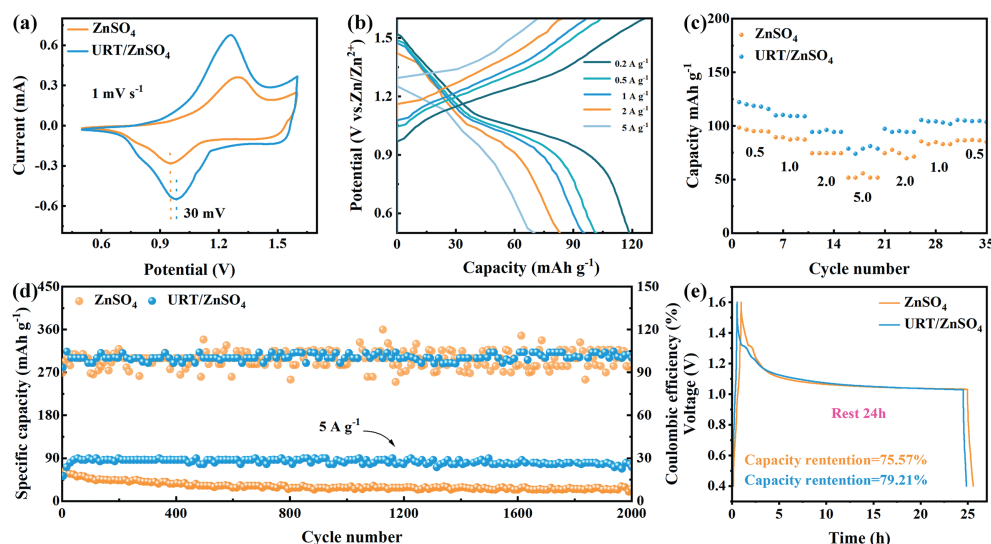 (a)
ZnSO4
URT/ZnSO4
1 mV s-1
30 mV
Current (mA)
0.6
0.3
0.0
-0.3
-0.6
0.6
0.9
1.2
1.5
Potential (V)
(b)
0.2 A g-1
0.5 A g-1
1 A g-1
2 A g-1
5 A g-1
Potential (V vs.Zn/Zn2+)
1.5
1.2
0.9
0.6
0
30
60
90
120
Capacity (mAh g-1)
(c)
ZnSO4
URT/ZnSO4
Capacity mAh g-1
200
150
100
50
0
0.5
1.0
2.0
5.0
2.0
1.0
0.5
0
7
14
21
28
35
Cycle number
(d)
ZnSO4
URT/ZnSO4
5 A g-1
Specific capacity (mAh g-1)
450
360
270
180
90
0
Coulombic efficiency (%)
150
120
90
60
30
0
0
400
800
1200
1600
2000
Cycle number
(e)
ZnSO4
URT/ZnSO4
Rest 24h
Capacity rentention=75.57%
Capacity rentention=79.21%
Voltage (V)
1.6
1.4
1.2
1.0
0.8
0.6
0.4
0
5
10
15
20
25
Time (h)